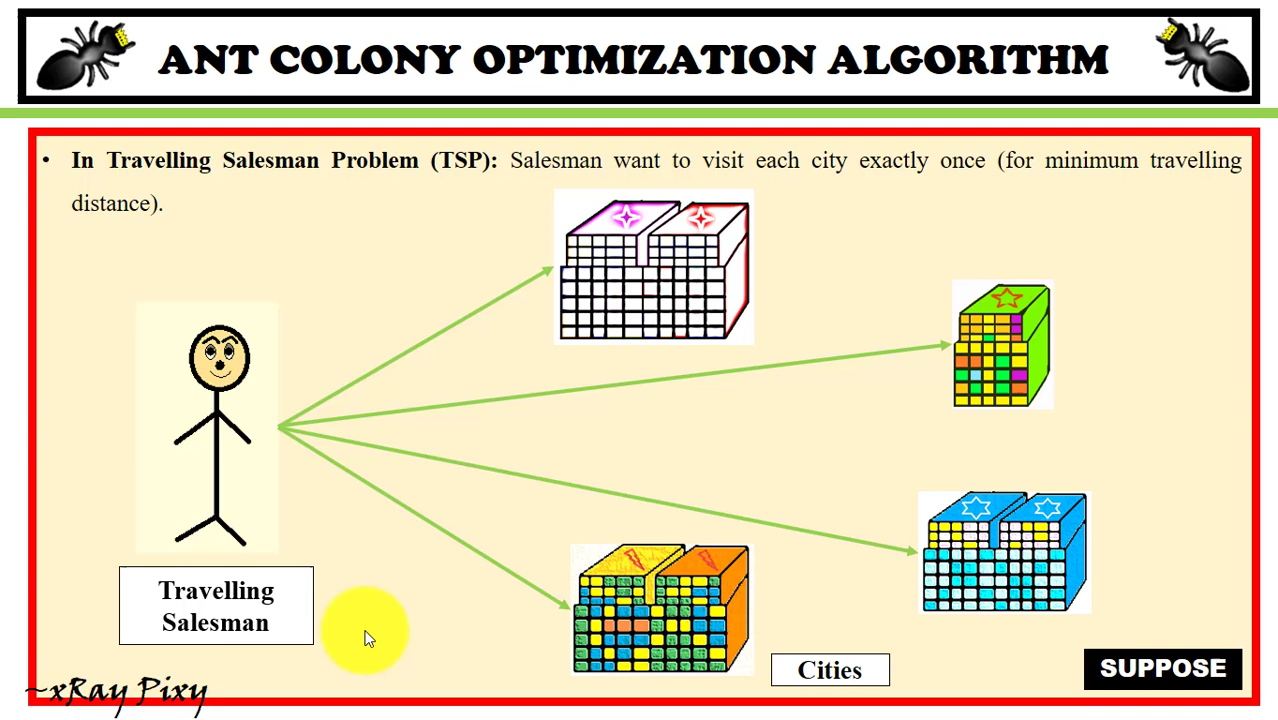 ANT COLONY OPTIMIZATION ALGORITHM
• In Travelling Salesman Problem (TSP): Salesman want to visit each city exactly once (for minimum travelling
distance).
Travelling
Salesman
Cities
SUPPOSE
~xRay Pixy